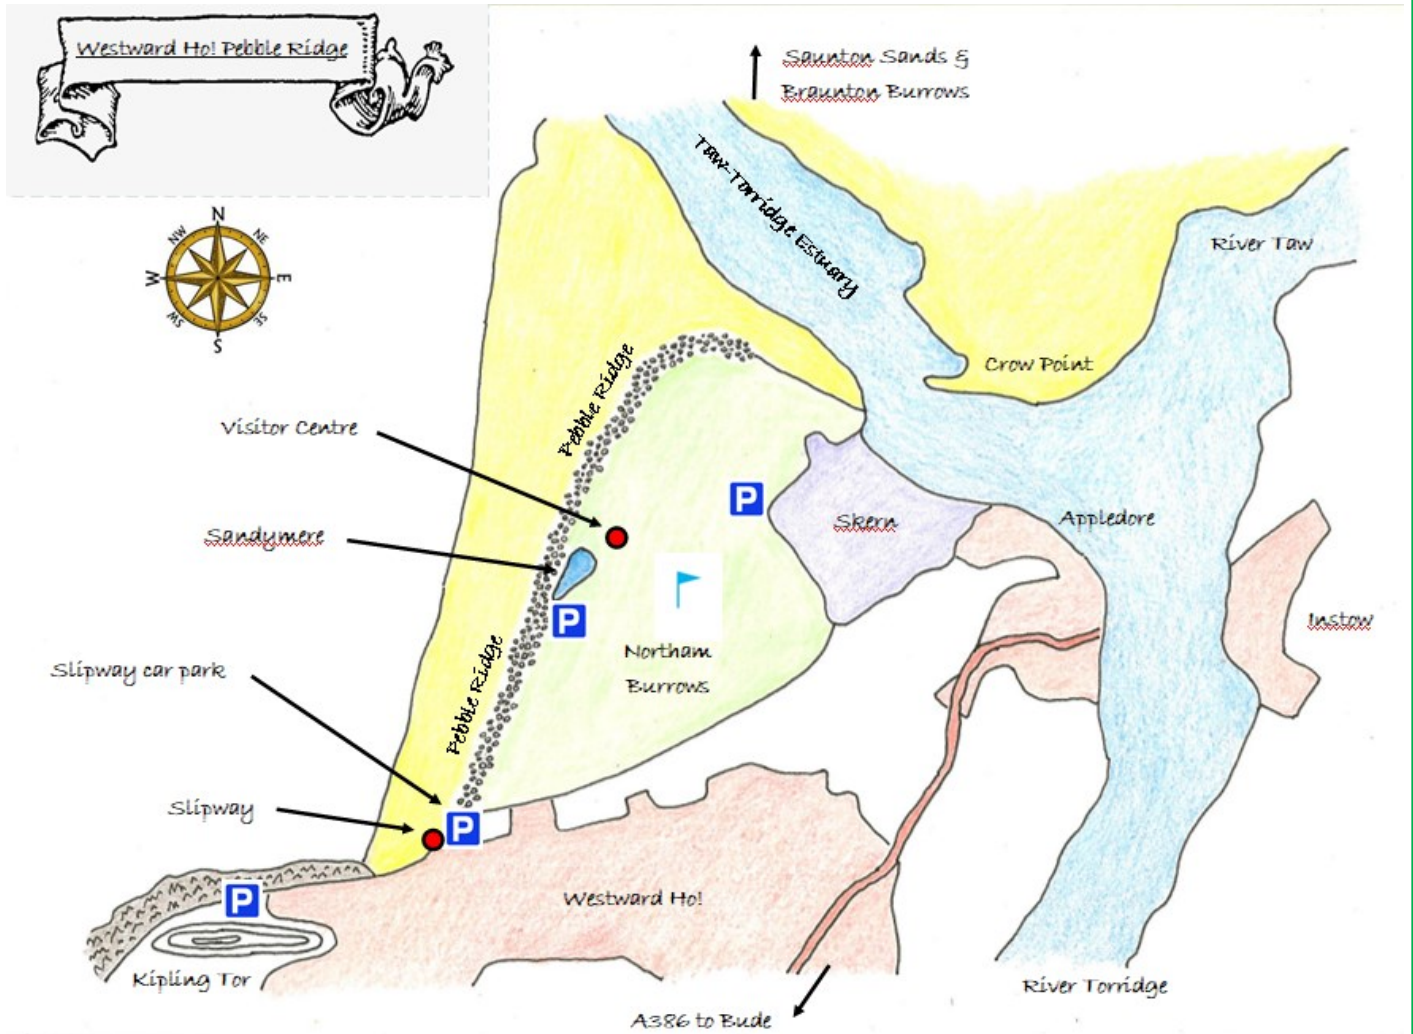 Westward Ho! Pebble Ridge
Saunton Sands &
Braunton Burrows
Taw-Torridge Estuary
River Taw
N
NW
NE
W
E
SW
SE
S
Crow Point
Pebble Ridge
Visitor Centre
P
Skern
Appledore
Sandymere
P
Instow
Northam
Burrows
Pebble Ridge
Slipway car park
Slipway
P
P
Westward Ho!
Kipling Tor
River Torridge
A386 to Bude